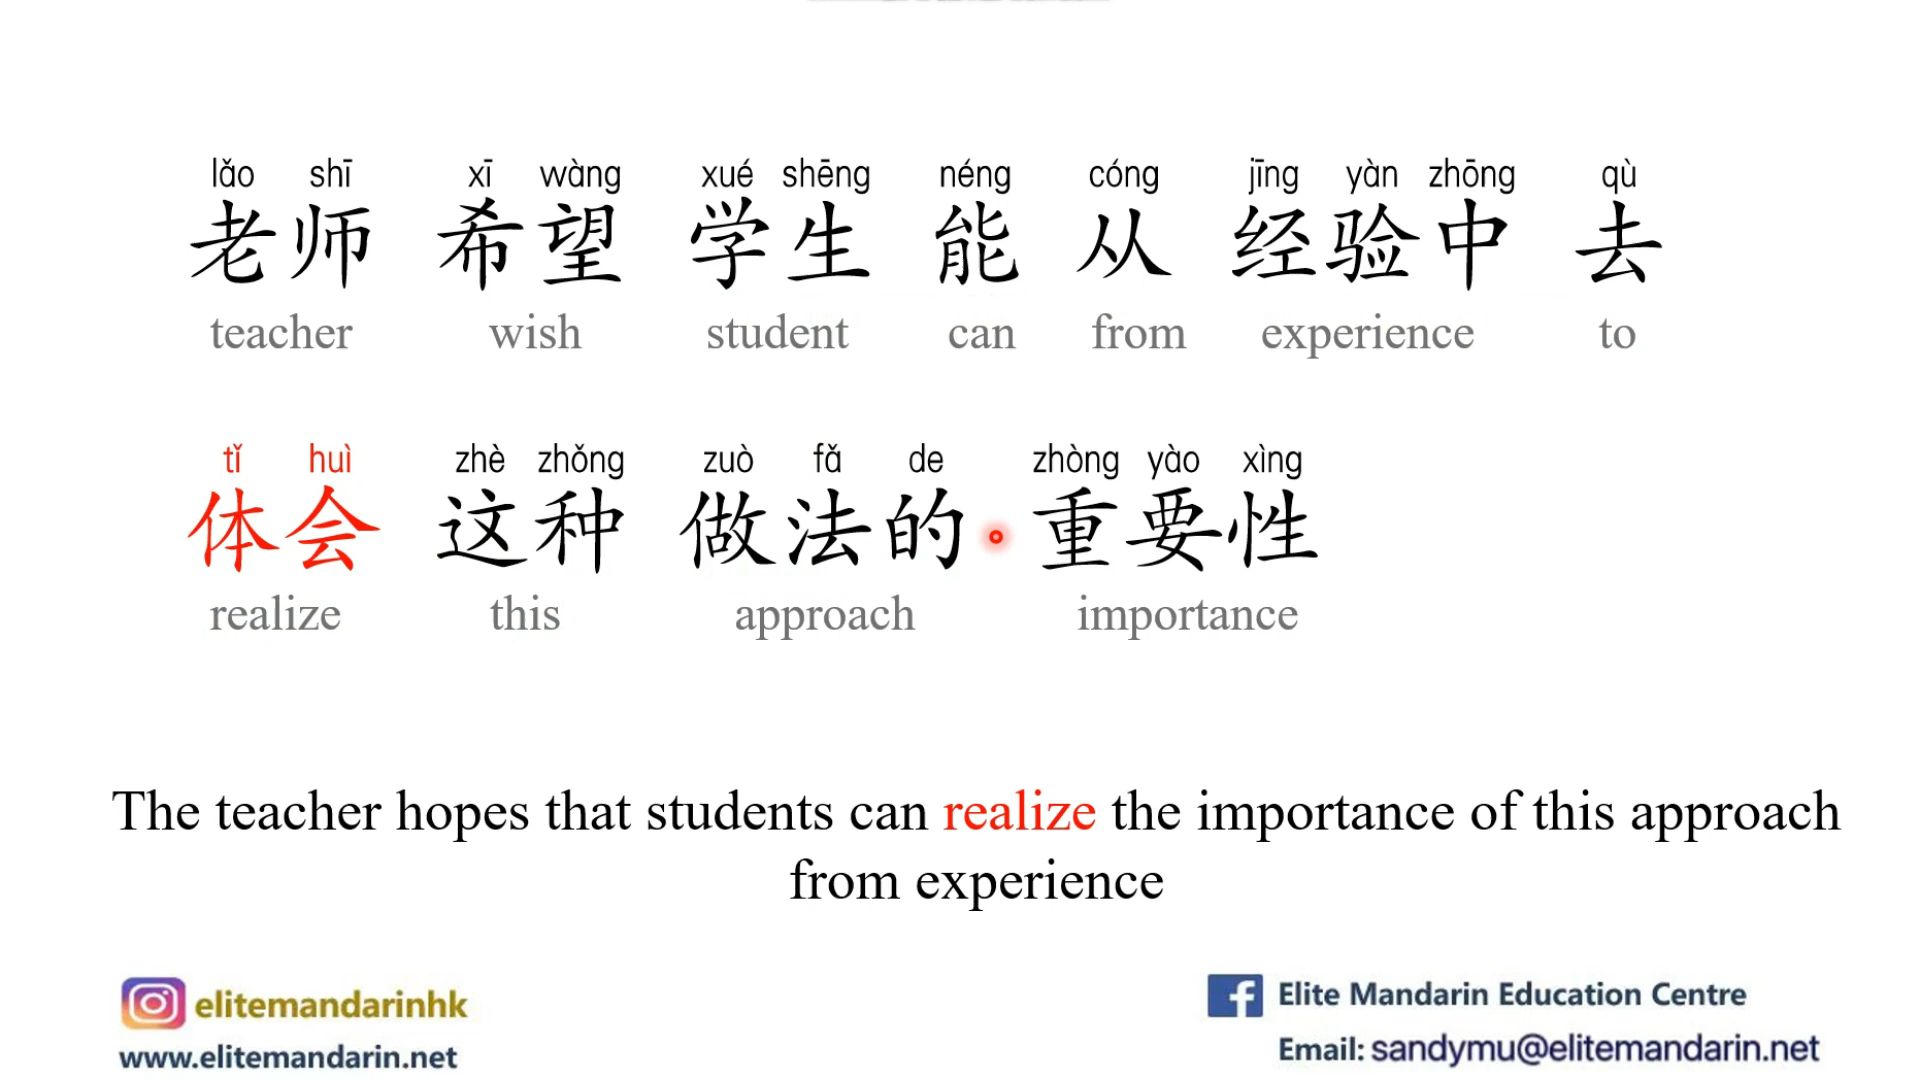 lǎo shī xī wàng xué shēng néng cóng jīng yàn zhōng qù
老师 希望 学生 能 从 经验中 去
teacher wish student can from experience to
tǐ huì zhè zhǒng zuò fǎ de zhòng yào xìng
体会 这种 做法的 重要性
realize this approach importance
The teacher hopes that students can realize the importance of this approach
from experience
elitemandarinhk
www.elitemandarin.net
Elite Mandarin Education Centre
Email: sandymu@elitemandarin.net